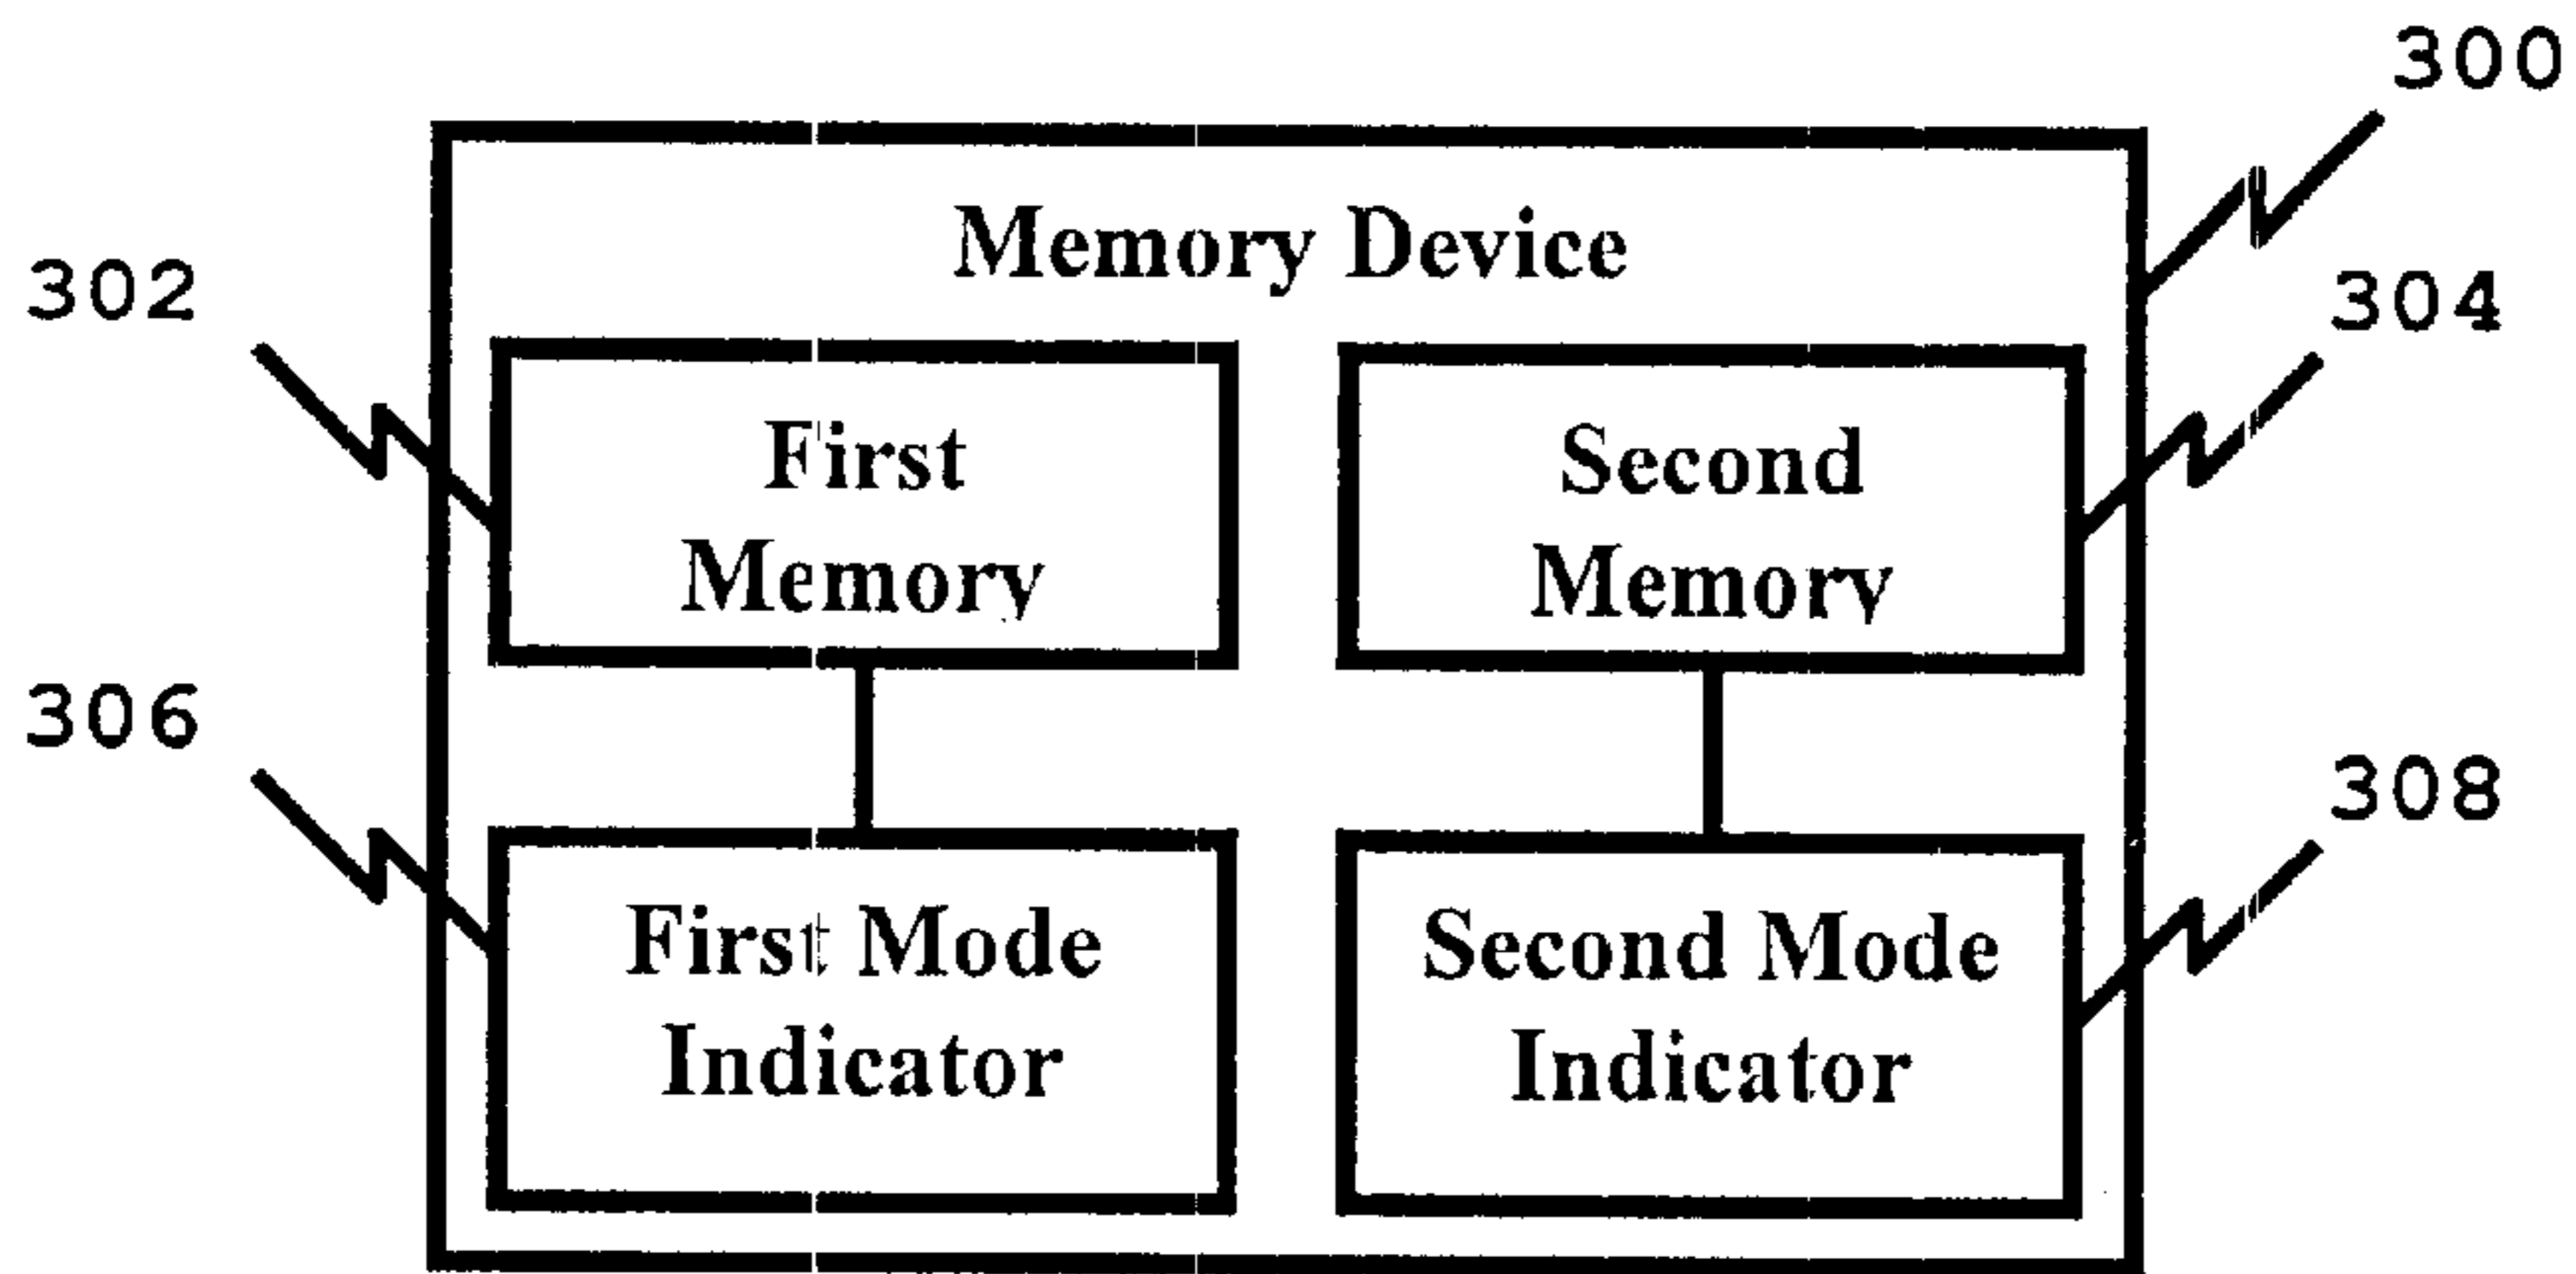 300
Memory Device
302
304
First
Memory
Second
Memory
306
308
First Mode
Indicator
Second Mode
Indicator